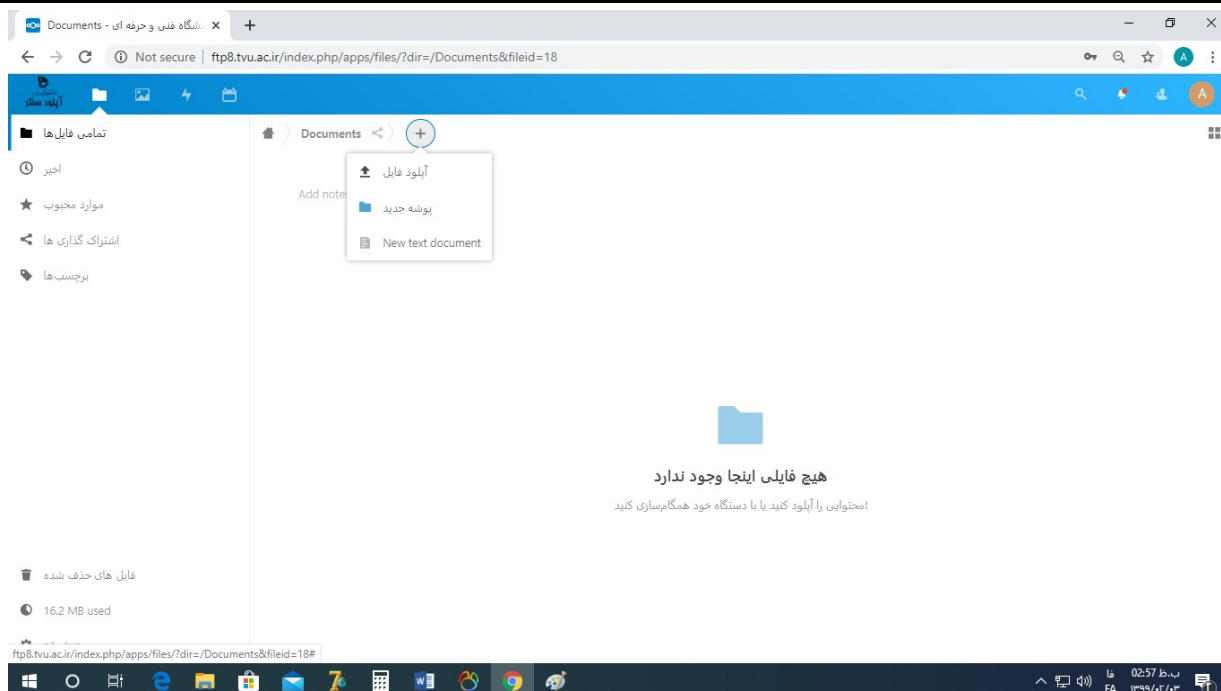 Documents - شگاه فنی و حرفه ای
Not secure | ftp8.tvu.ac.ir/index.php/apps/files/?dir=/Documents&fileid=18
A
آپلود سنتر
A
تمامی فایل‌ها
Documents
اخیر
آپلود فایل
موارد محبوب
Add note
پوشه جدید
اشتراک گذاری ها
New text document
برچسب‌ها
هیچ فایلی اینجا وجود ندارد
محتوایی را آپلود کنید یا با دستگاه خود همگام‌سازی کنید!
فایل های حذف شده
16.2 MB used
ftp8.tvu.ac.ir/index.php/apps/files/?dir=/Documents&fileid=18#
فا
02:57 ب.ظ
FA
۱۳۹۹/۰۲/۰۳